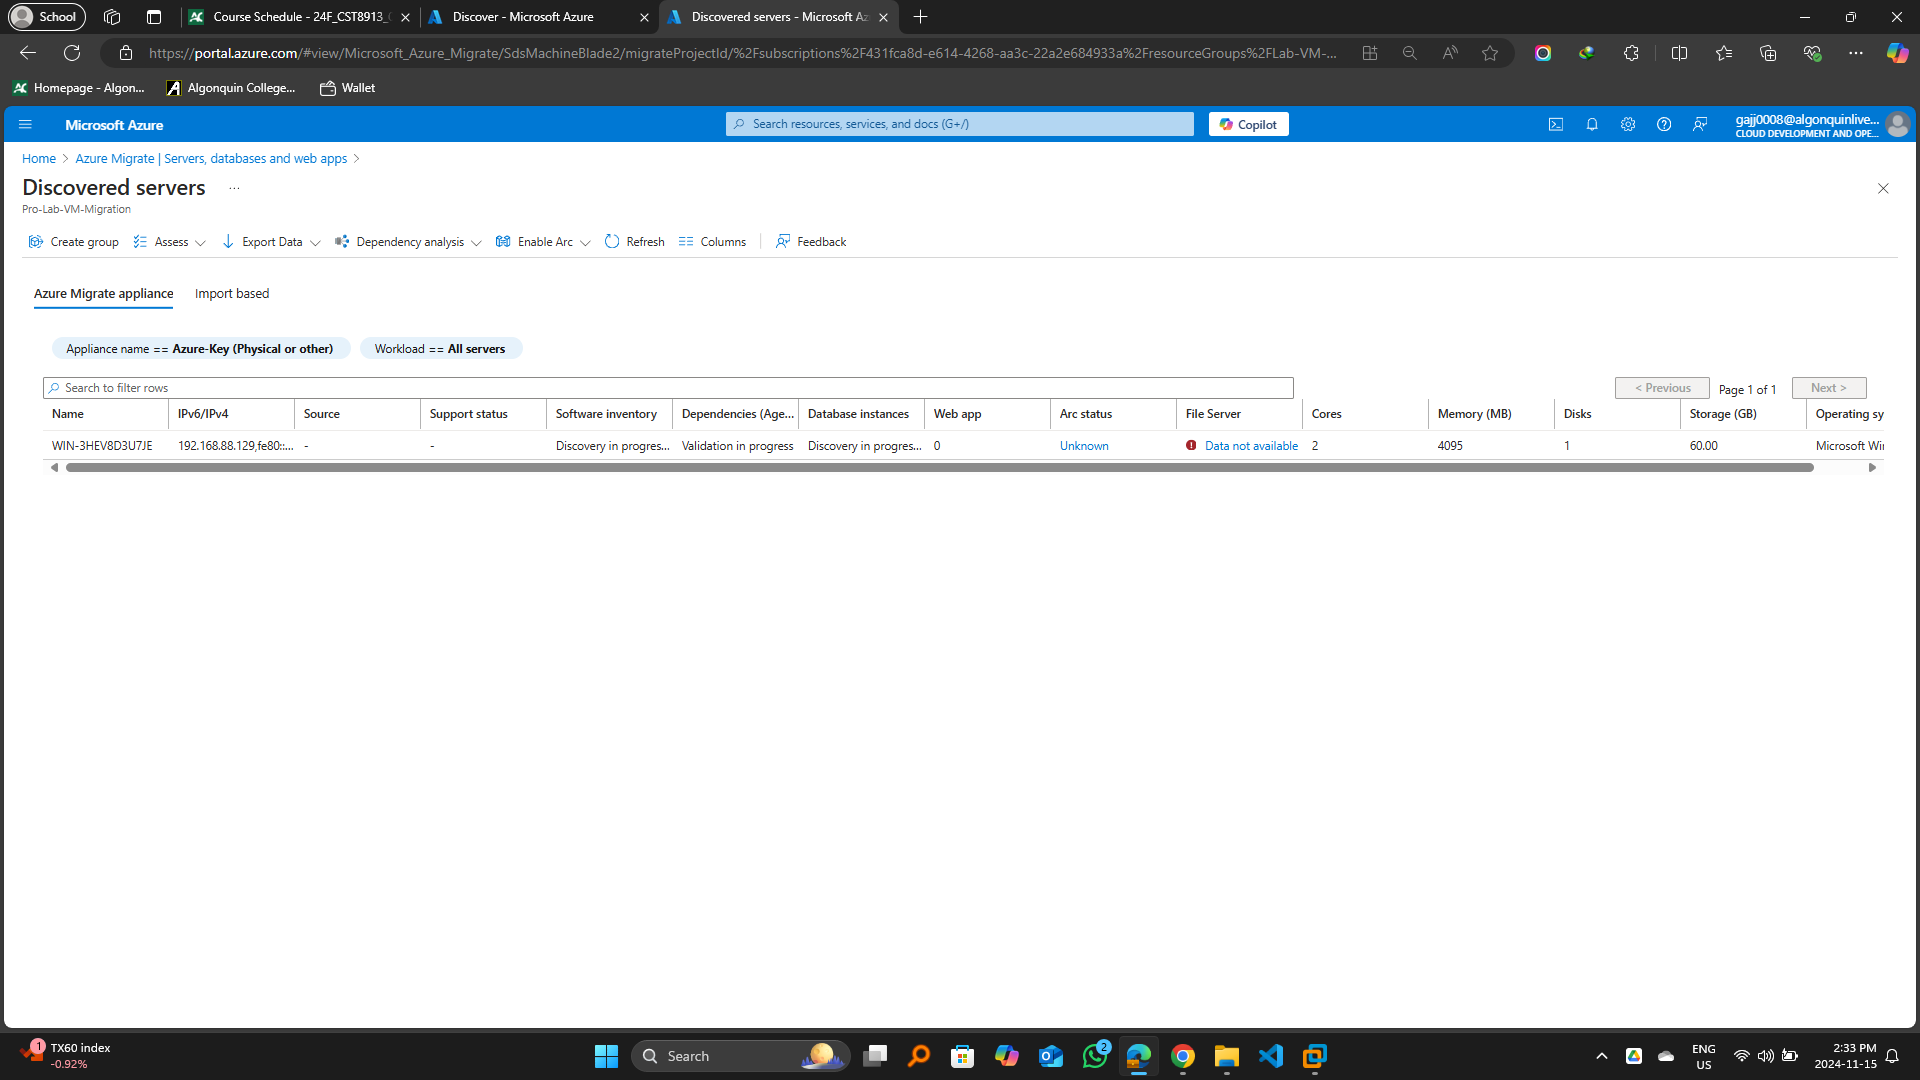 School
Course Schedule - 24F_CST8913_
Discover - Microsoft Azure
Discovered servers - Microsoft Az
https://portal.azure.com/#view/Microsoft_Azure_Migrate/SdsMachineBlade2/migrateProjectId/%2Fsubscriptions%2F431fca8d-e614-4268-aa3c-22a2e684933a%2FresourceGroups%2FLab-VM-...
Homepage - Algon...
Algonquin College...
Wallet
Microsoft Azure
Search resources, services, and docs (G+/)
Copilot
gajj0008@algonquinlive...
CLOUD DEVELOPMENT AND OPE...
Home > Azure Migrate | Servers, databases and web apps >
Discovered servers ...
Pro-Lab-VM-Migration
Create group Assess Export Data Dependency analysis Enable Arc Refresh Columns Feedback
Azure Migrate appliance Import based
Appliance name == Azure-Key (Physical or other) Workload == All servers
Search to filter rows
< Previous Page 1 of 1 Next >
Name IPv6/IPv4 Source Support status Software inventory Dependencies (Age... Database instances Web app Arc status File Server Cores Memory (MB) Disks Storage (GB) Operating sy
WIN-3HEV8D3U7JE 192.168.88.129,fe80::... - - Discovery in progres... Validation in progress Discovery in progres... 0 Unknown Data not available 2 4095 1 60.00 Microsoft Wi
1
TX60 index
-0.92%
Search
2
ENG
US
2:33 PM
2024-11-15